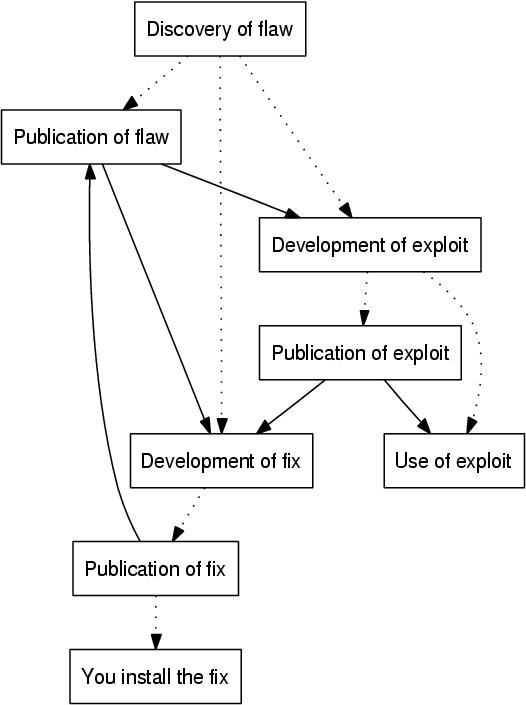 Discovery of flaw
Publication of flaw
Development of exploit
Publication of exploit
Development of fix
Use of exploit
Publication of fix
You install the fix